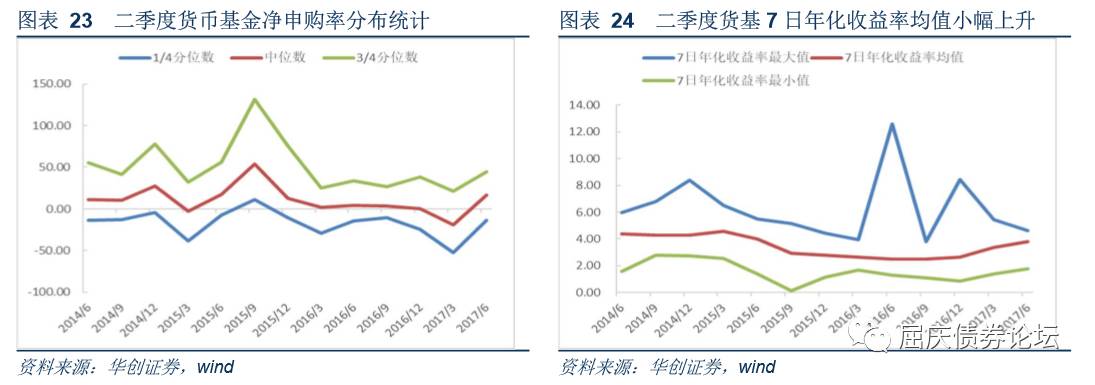 图表 23 二季度货币基金净申购率分布统计
1/4分位数 中位数 3/4分位数
150.00
100.00
50.00
0.00
-50.00
-100.00
2014/6 2014/9 2014/12 2015/3 2015/6 2015/9 2015/12 2016/3 2016/6 2016/9 2016/12 2017/3 2017/6
资料来源：华创证券，wind
图表 24 二季度货基 7 日年化收益率均值小幅上升
7日年化收益率最大值 7日年化收益率均值
7日年化收益率最小值
14.00
12.00
10.00
8.00
6.00
4.00
2.00
0.00
2014/6 2014/9 2014/12 2015/3 2015/6 2015/9 2015/12 2016/3 2016/9 2016/12 2017/3 2017/6
屈庆债券论坛
资料来源：华创证券，wind